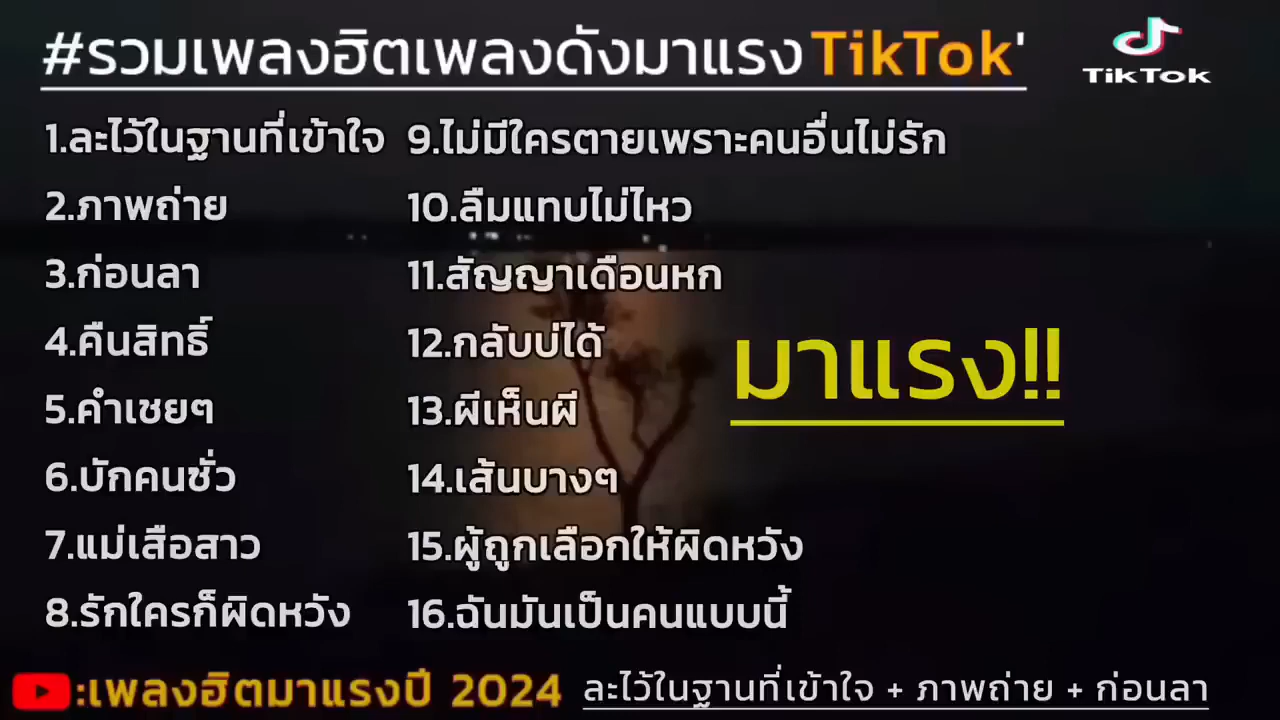 #รวมเพลงฮิตเพลงดังมาแรง TikTok'
TikTok
1.ละไว้ในฐานที่เข้าใจ
2.ภาพถ่าย
3.ก่อนลา
4.คืนสิทธิ์
5.คำเชยๆ
6.บักคนชั่ว
7.แม่เสือสาว
8.รักใครก็ผิดหวัง
9.ไม่มีใครตายเพราะคนอื่นไม่รัก
10.ลืมแทบไม่ไหว
11.สัญญาเดือนหก
12.กลับบ่ได้
13.ผีเห็นผี
14.เส้นบางๆ
15.ผู้ถูกเลือกให้ผิดหวัง
16.ฉันมันเป็นคนแบบนี้
มาแรง!!
:เพลงฮิตมาแรงปี 2024
ละไว้ในฐานที่เข้าใจ + ภาพถ่าย + ก่อนลา